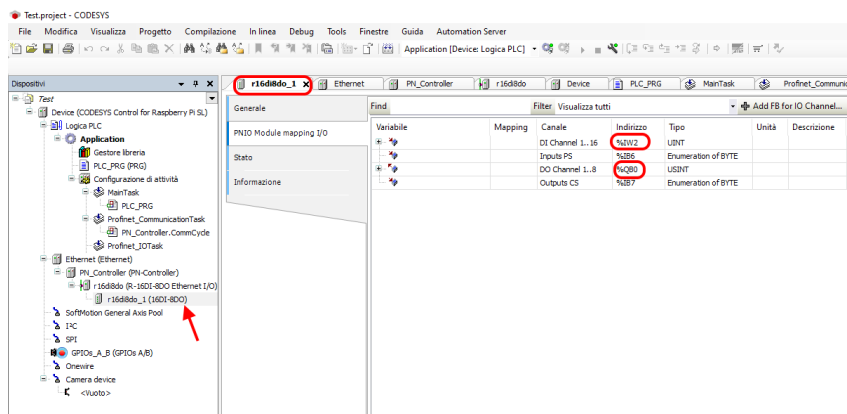 Test.project - CODESYS
File Modifica Visualizza Progetto Compilazione In linea Debug Tools Finestre Guida Automation Server
Application [Device: Logica PLC]
Dispositivi
Test
Device (CODESYS Control for Raspberry Pi SL)
Logica PLC
Application
Gestore libreria
PLC_PRG (PRG)
Configurazione di attività
MainTask
PLC_PRG
Profinet_CommunicationTask
PN_Controller.CommCycle
Profinet_IOTask
Ethernet (Ethernet)
PN_Controller (PN-Controller)
r16di8do (R-16DI-8DO Ethernet I/O)
r16di8do_1 (16DI-8DO)
SoftMotion General Axis Pool
I²C
SPI
GPIOs_A_B (GPIOs A/B)
Onewire
Camera device
<Vuoto>
r16di8do_1 Ethernet PN_Controller r16di8do Device PLC_PRG MainTask Profinet_Communic
Generale
PNIO Module mapping I/O
Stato
Informazione
Find Filter Visualizza tutti Add FB for IO Channel...
Variabile Mapping Canale Indirizzo Tipo Unità Descrizione
DI Channel 1..16 %IW2 UINT
Inputs PS %IB6 Enumeration of BYTE
DO Channel 1..8 %QB0 USINT
Outputs CS %IB7 Enumeration of BYTE